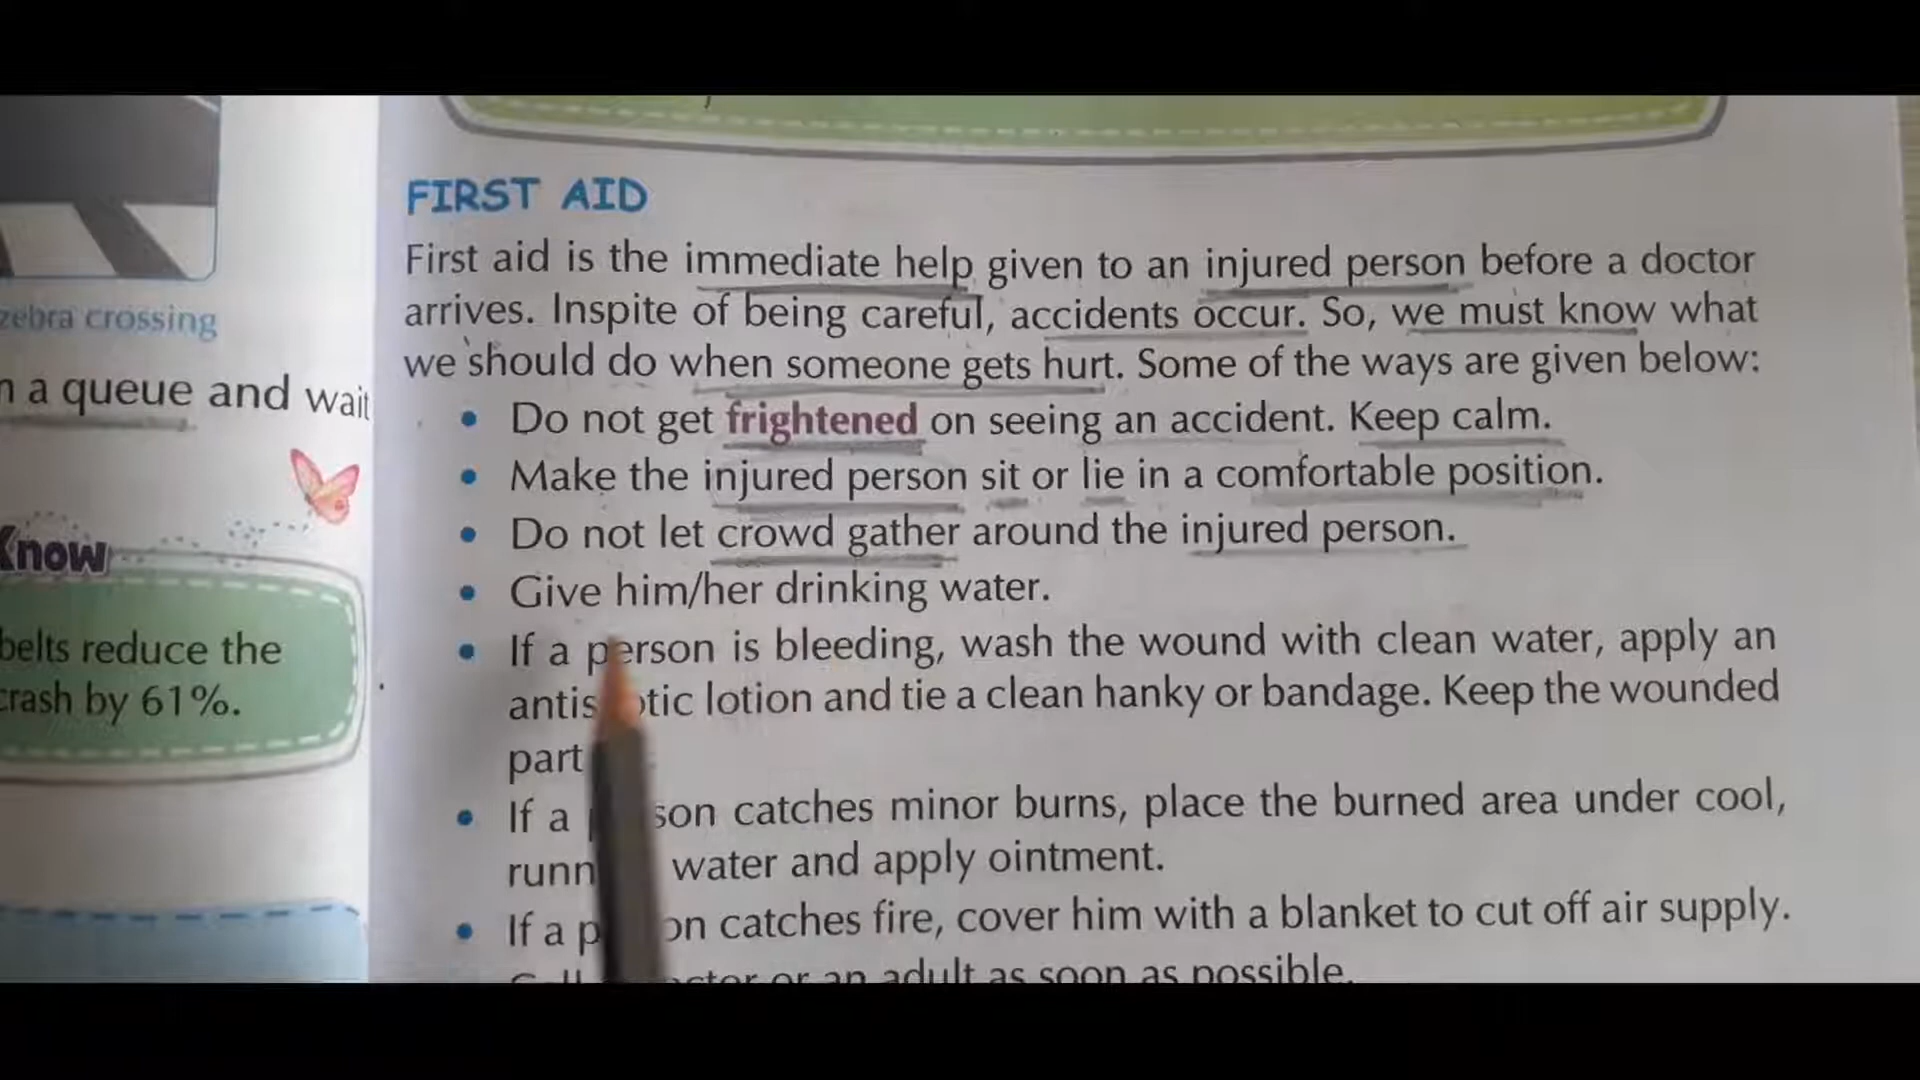 zebra crossing
a queue and wait
Know
belts reduce the
crash by 61%.
FIRST AID
First aid is the immediate help given to an injured person before a doctor
arrives. Inspite of being careful, accidents occur. So, we must know what
we should do when someone gets hurt. Some of the ways are given below:
• Do not get frightened on seeing an accident. Keep calm.
• Make the injured person sit or lie in a comfortable position.
• Do not let crowd gather around the injured person.
• Give him/her drinking water.
• If a person is bleeding, wash the wound with clean water, apply an
lotion and tie a clean hanky or bandage. Keep the wounded
part
• If a catches minor burns, place the burned area under cool,
water and apply ointment.
• If a catches fire, cover him with a blanket to cut off air supply.
or an adult as soon as possible.